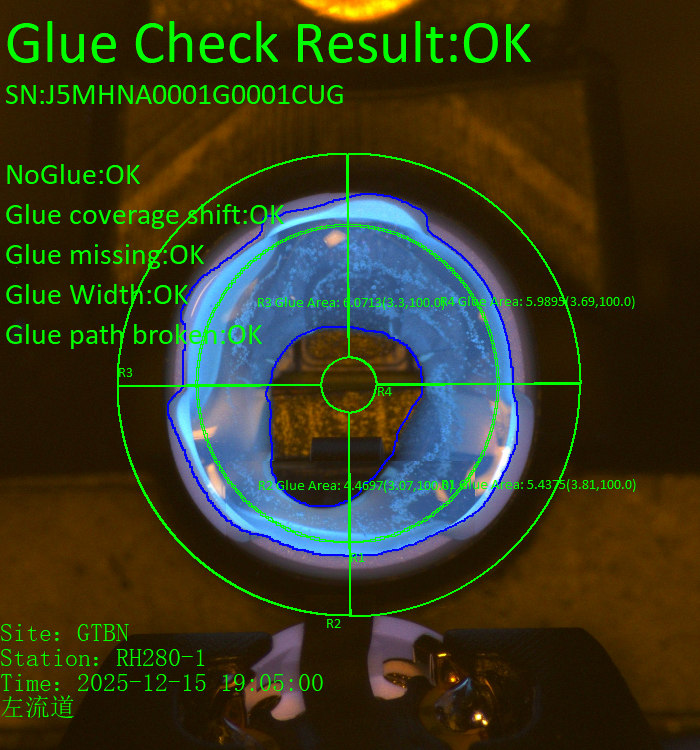 Glue Check Result:OK
SN:J5MHNA0001G0001CUG
NoGlue:OK
Glue coverage shift:OK
Glue missing:OK
Glue Width:OK
Glue path broken:OK
R3 Glue Area: 6.0713(3.3,100.0)
R4 Glue Area: 5.9895(3.69,100.0)
R3
R4
R2 Glue Area: 4.4697(3.07,100.0)
R1 Glue Area: 5.4375(3.81,100.0)
R1
R2
Site: GTBN
Station: RH280-1
Time: 2025-12-15 19:05:00
左流道